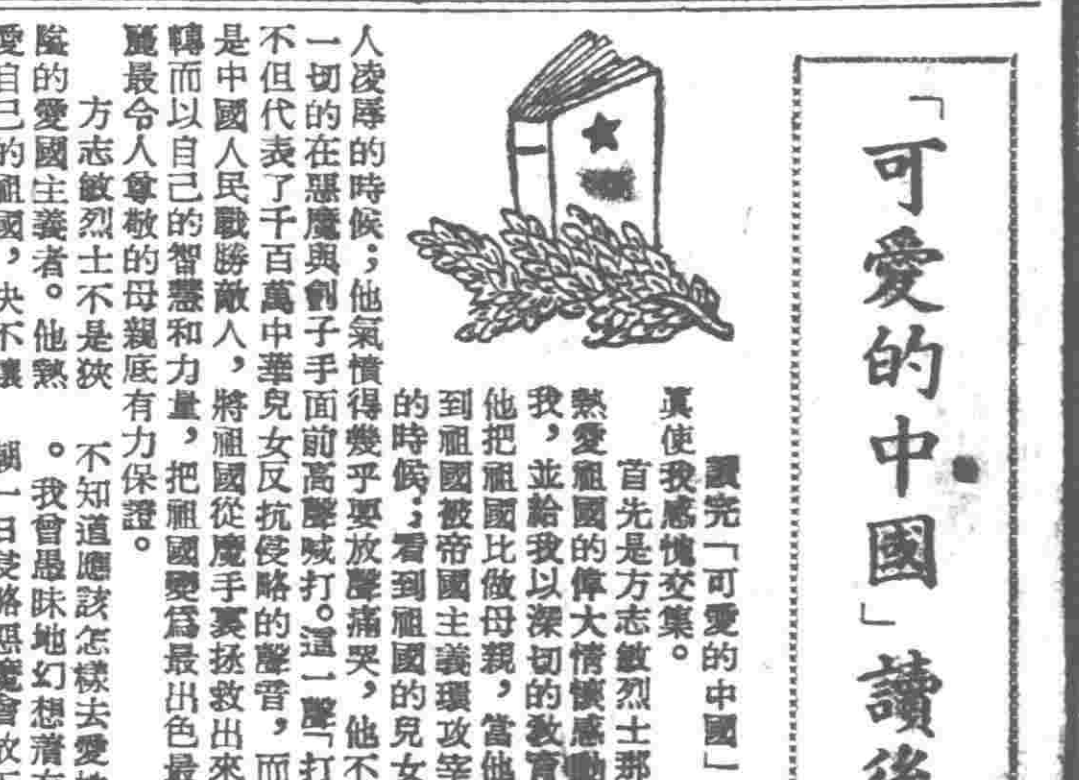 「可愛的中國」讀後
讀完「可愛的中國」
眞使我感愧交集。
首先是方志敏烈士那
熱愛祖國的偉大情懷感動
我，並給我以深切的教育
他把祖國比做母親，當他
到祖國被帝國主義環攻宰
的時候；看到祖國的兒女
人凌辱的時候；他氣憤得幾乎要放聲痛哭，他不
一切的在惡魔與劊子手面前高聲喊打。這一聲「打
不但代表了千百萬中華兒女反抗侵略的聲音，而
是中國人民戰勝敵人，將祖國從魔手裏拯救出來
轉而以自己的智慧和力量，把祖國變爲最出色最
麗最令人尊敬的母親底有力保證。
方志敏烈士不是狹
隘的愛國主義者。他熱
愛自己的祖國，決不讓
不知道應該怎樣去愛
。我曾愚昧地幻想着
一日侵略惡魔會放